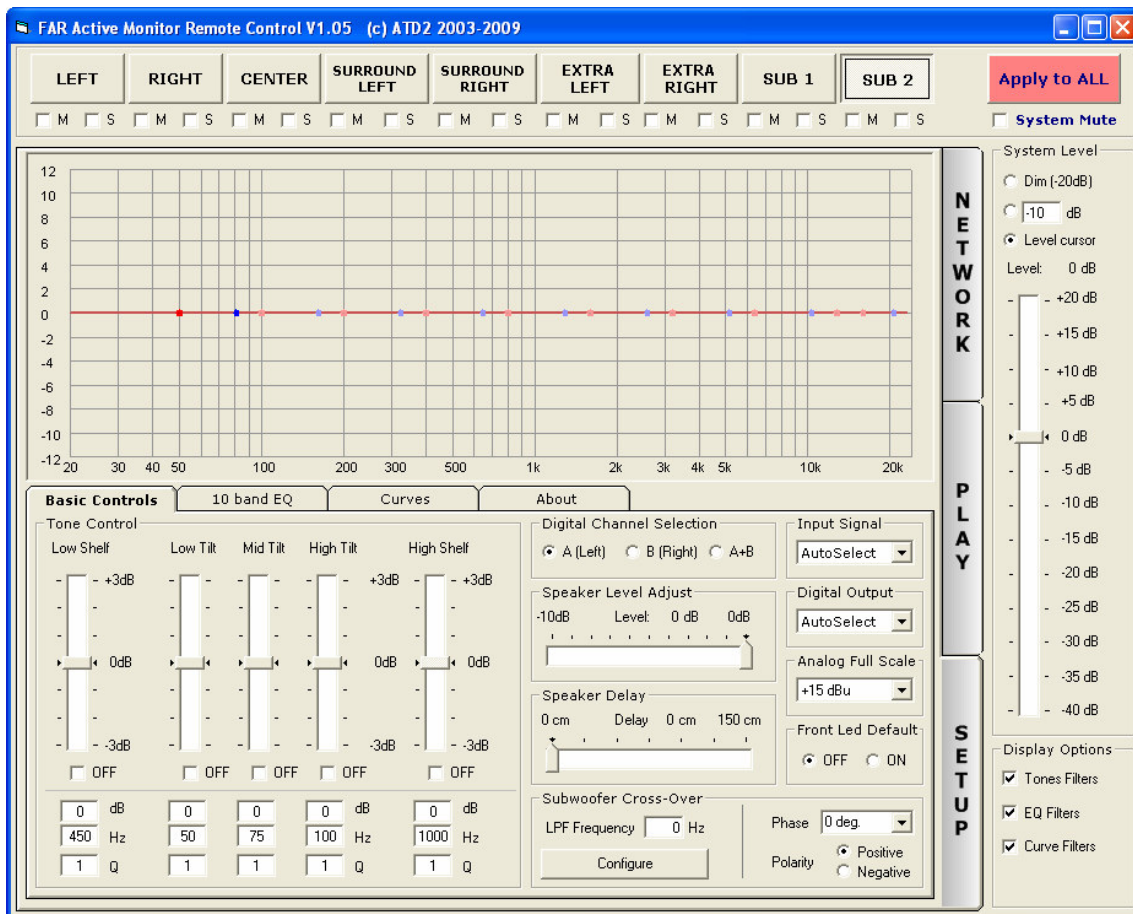 FAR Active Monitor Remote Control V1.05 (c) ATD2 2003-2009
LEFT RIGHT CENTER SURROUND LEFT SURROUND RIGHT EXTRA LEFT EXTRA RIGHT SUB 1 SUB 2 Apply to ALL
M S M S M S M S M S M S M S M S M S System Mute
12
10
8
6
4
2
0
-2
-4
-6
-8
-10
-12
20 30 40 50 100 200 300 500 1k 2k 3k 4k 5k 10k 20k
NETWORK
PLAY
SETUP
System Level
Dim (-20dB)
-10 dB
Level cursor
Level: 0 dB
+20 dB
+15 dB
+10 dB
+5 dB
0 dB
-5 dB
-10 dB
-15 dB
-20 dB
-25 dB
-30 dB
-35 dB
-40 dB
Display Options
Tones Filters
EQ Filters
Curve Filters
Basic Controls 10 band EQ Curves About
Tone Control
Low Shelf Low Tilt Mid Tilt High Tilt High Shelf
+3dB +3dB +3dB
0dB 0dB 0dB
-3dB -3dB -3dB
OFF OFF OFF OFF OFF
0 dB 0 0 0 dB 0 dB
450 Hz 50 75 100 Hz 1000 Hz
1 Q 1 1 1 Q 1 Q
Digital Channel Selection
A (Left) B (Right) A+B
Speaker Level Adjust
-10dB Level: 0 dB 0dB
Speaker Delay
0 cm Delay 0 cm 150 cm
Input Signal
AutoSelect
Digital Output
AutoSelect
Analog Full Scale
+15 dBu
Front Led Default
OFF ON
Subwoofer Cross-Over
LPF Frequency 0 Hz
Configure
Phase 0 deg.
Polarity Positive
Negative